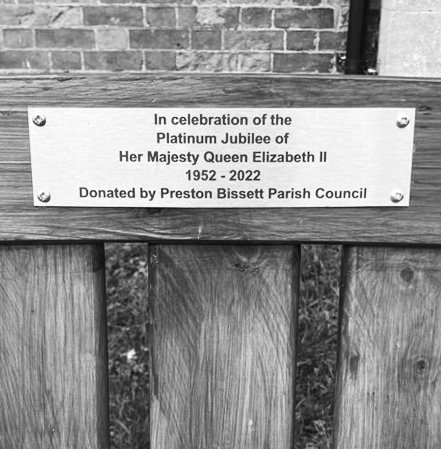 In celebration of the
Platinum Jubilee of
Her Majesty Queen Elizabeth II
1952 - 2022
Donated by Preston Bissett Parish Council